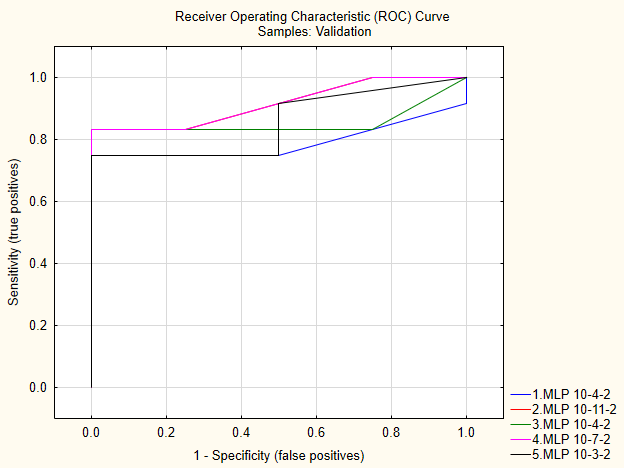 Receiver Operating Characteristic (ROC) Curve
Samples: Validation
Sensitivity (true positives)
1.0
0.8
0.6
0.4
0.2
0.0
0.0 0.2 0.4 0.6 0.8 1.0
1 - Specificity (false positives)
1.MLP 10-4-2
2.MLP 10-11-2
3.MLP 10-4-2
4.MLP 10-7-2
5.MLP 10-3-2